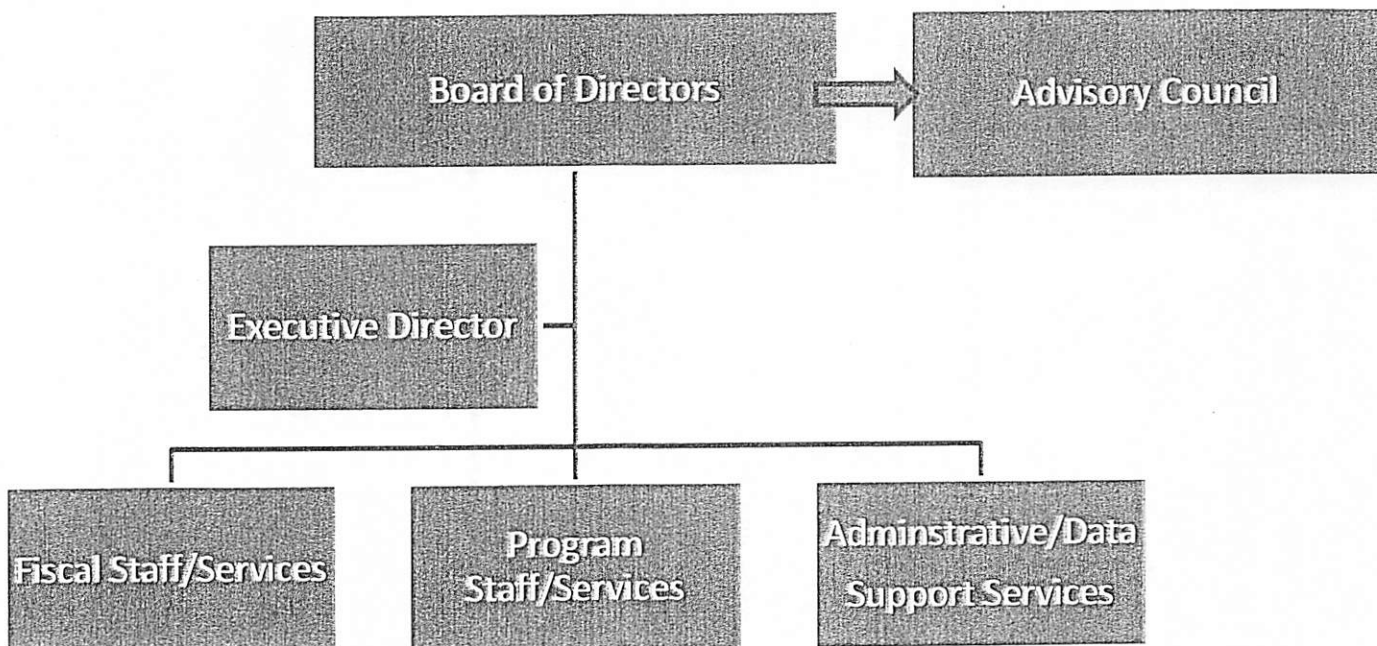 Board of Directors
Advisory Council
Executive Director
Fiscal Staff/Services
Program
Staff/Services
Adminstrative/Data
Support Services